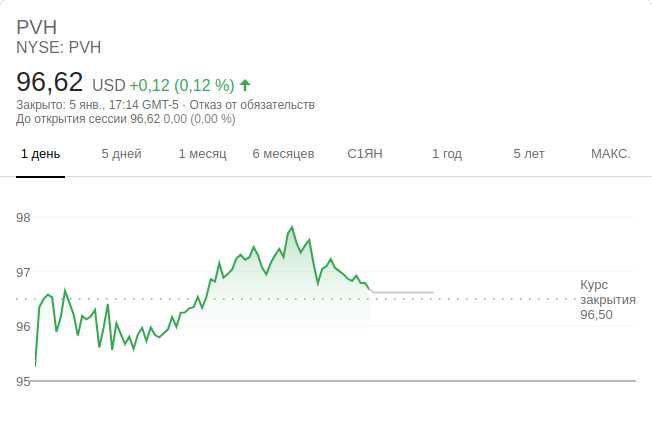 PVH
NYSE: PVH
96,62 USD +0,12 (0,12 %)
Закрыто: 5 янв., 17:14 GMT-5 · Отказ от обязательств
До открытия сессии 96,62 0,00 (0,00 %)
1 день 5 дней 1 месяц 6 месяцев С1ЯН 1 год 5 лет МАКС.
98
97
Курс
закрытия
96,50
96
95